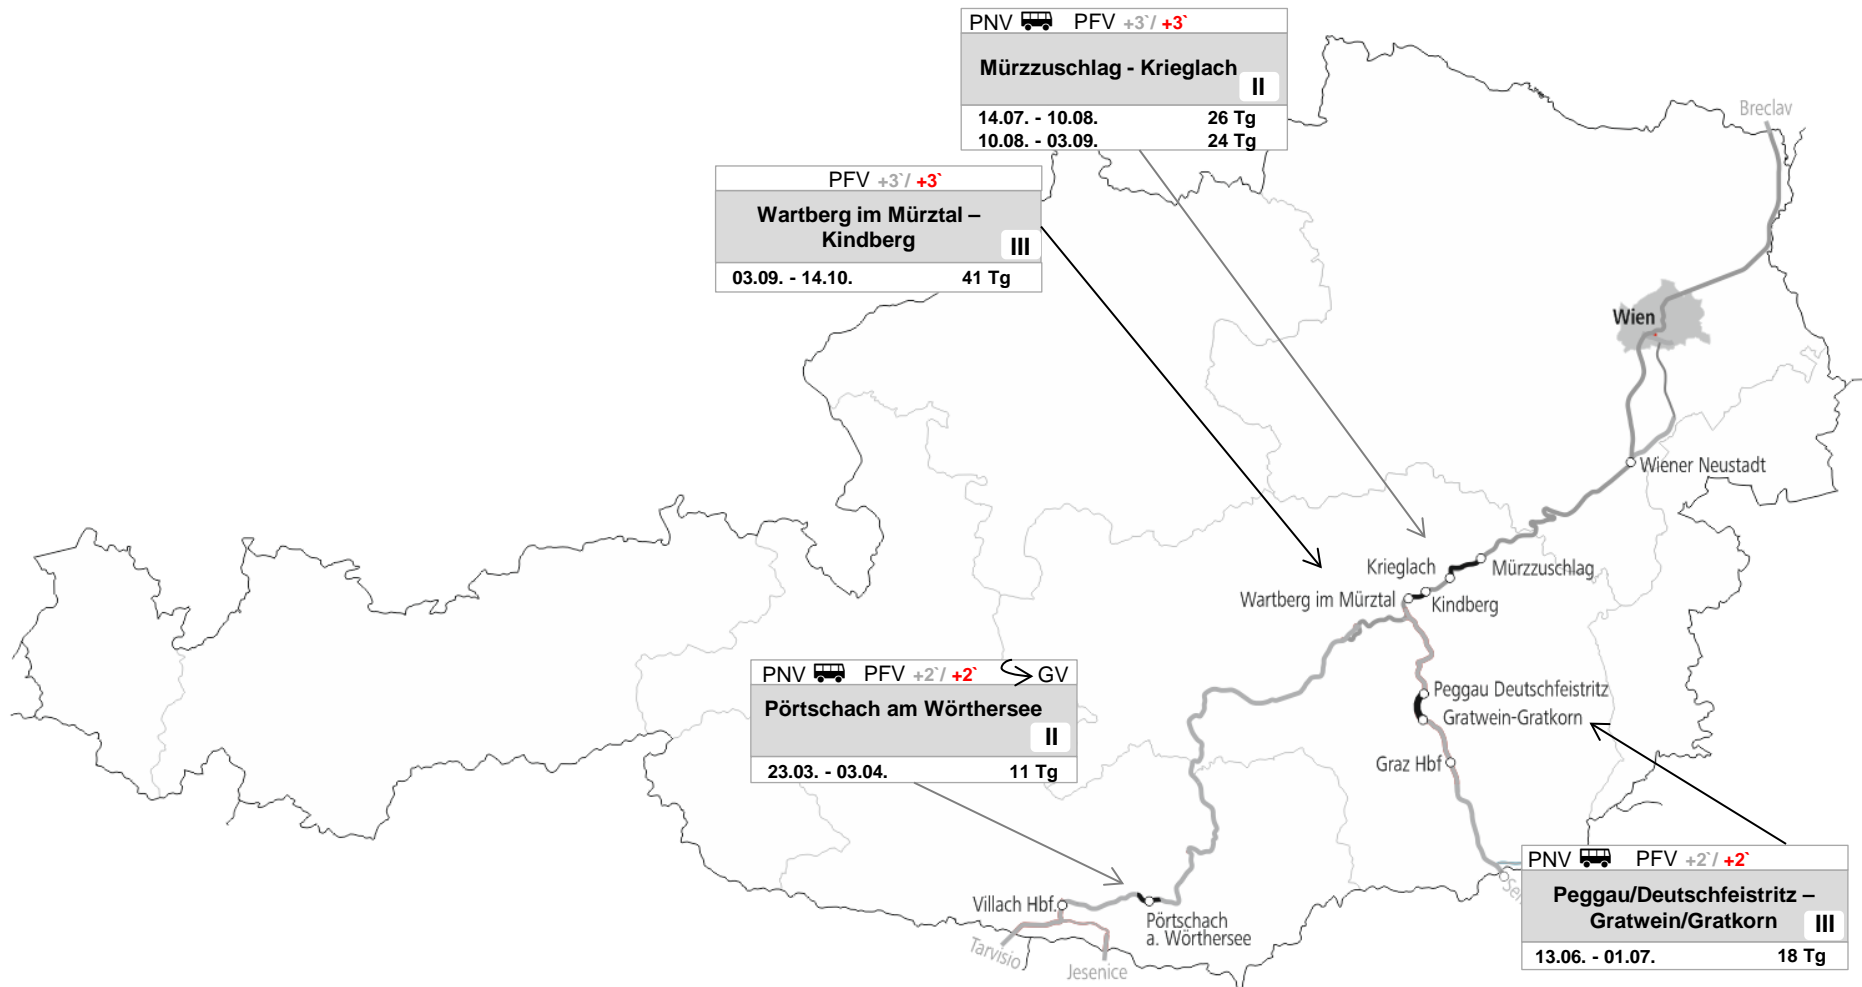 PNV PFV +3`/ +3`
Mürzzuschlag - Krieglach
II
14.07. - 10.08. 26 Tg
10.08. - 03.09. 24 Tg
Breclav
PFV +3`/ +3`
Wartberg im Mürztal –
Kindberg
III
03.09. - 14.10. 41 Tg
Wien
Wiener Neustadt
Krieglach
Mürzzuschlag
Wartberg im Mürztal
Kindberg
PNV PFV +2`/ +2` GV
Pörtschach am Wörthersee
II
23.03. - 03.04. 11 Tg
Peggau Deutschfeistritz
Gratwein-Gratkorn
Graz Hbf
PNV PFV +2`/ +2`
Peggau/Deutschfeistritz –
Gratwein/Gratkorn
III
13.06. - 01.07. 18 Tg
Villach Hbf.
Pörtschach
a. Wörthersee
Tarvisio
Jesenice